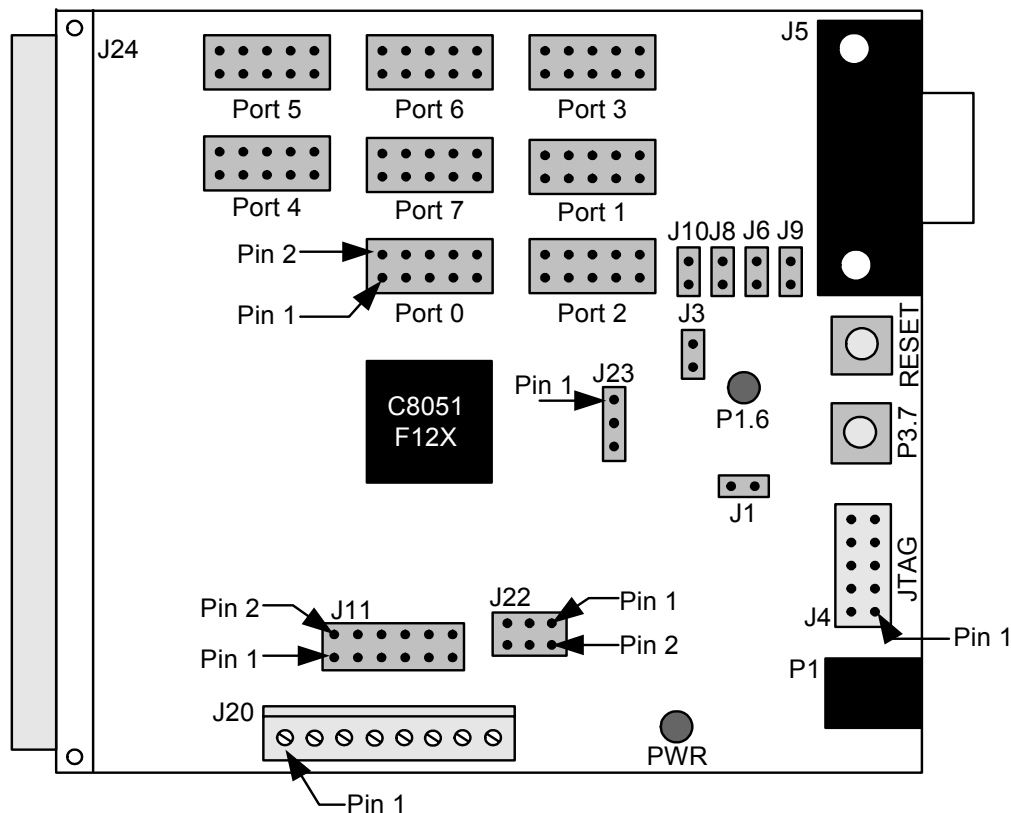 J24
J5
Port 5
Port 6
Port 3
Port 4
Port 7
Port 1
Pin 2
J10
J8
J6
J9
Pin 1
Port 0
Port 2
J3
RESET
C8051
F12X
Pin 1
J23
P1.6
P3.7
J1
JTAG
Pin 2
J11
J22
Pin 1
J4
Pin 1
Pin 2
Pin 1
P1
J20
PWR
Pin 1